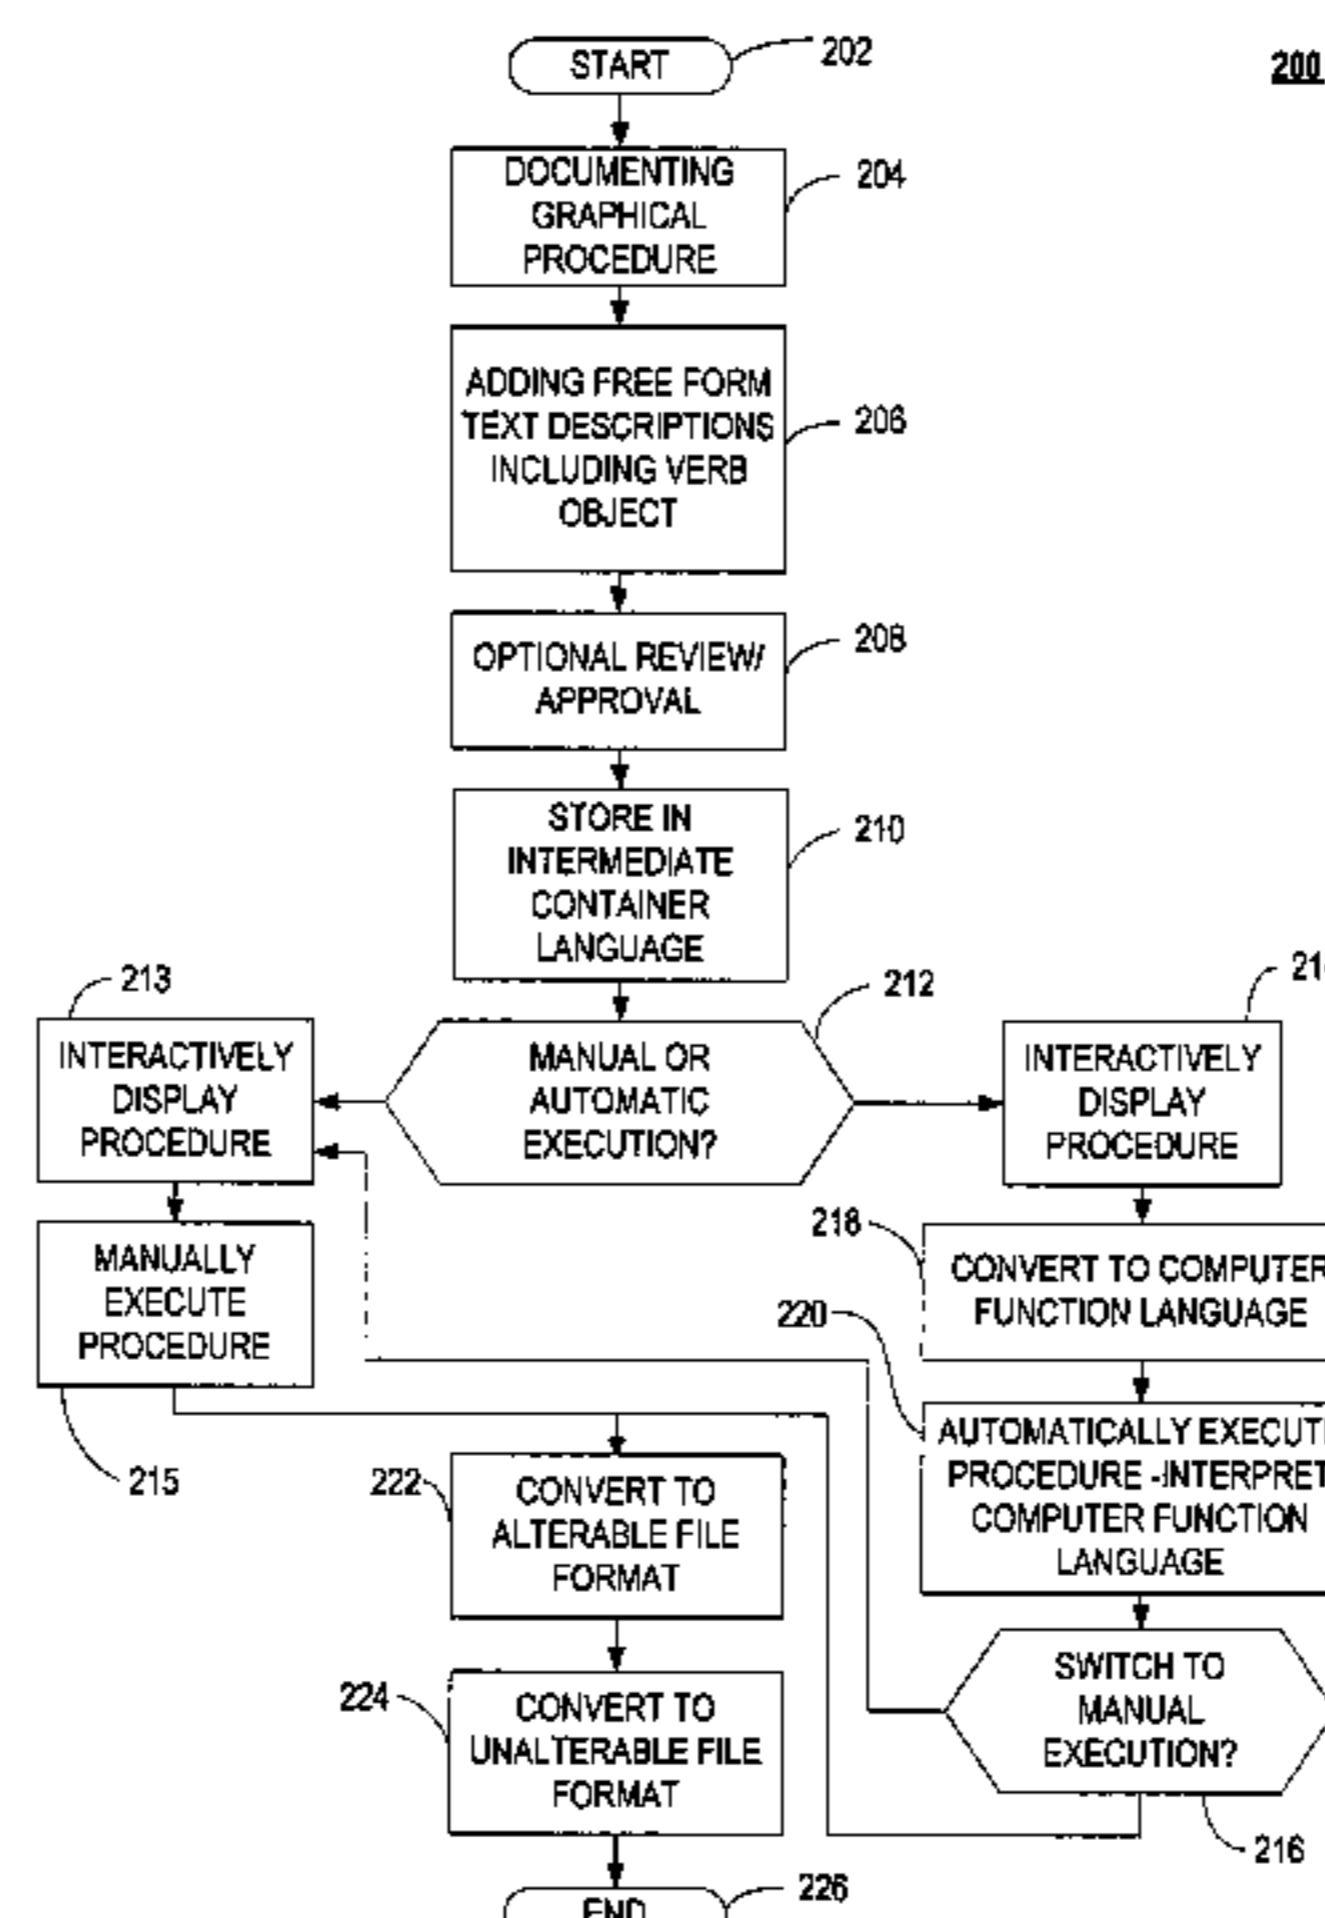 START
202
200
DOCUMENTING
GRAPHICAL
PROCEDURE
204
ADDING FREE FORM
TEXT DESCRIPTIONS
INCLUDING VERB
OBJECT
206
OPTIONAL REVIEW/
APPROVAL
208
STORE IN
INTERMEDIATE
CONTAINER
LANGUAGE
210
213
INTERACTIVELY
DISPLAY
PROCEDURE
MANUAL OR
AUTOMATIC
EXECUTION?
212
INTERACTIVELY
DISPLAY
PROCEDURE
MANUALLY
EXECUTE
PROCEDURE
215
218
CONVERT TO COMPUTER
FUNCTION LANGUAGE
220
AUTOMATICALLY EXECUTE
PROCEDURE -INTERPRET
COMPUTER FUNCTION
LANGUAGE
222
CONVERT TO
ALTERABLE FILE
FORMAT
224
CONVERT TO
UNALTERABLE FILE
FORMAT
SWITCH TO
MANUAL
EXECUTION?
216
END
226